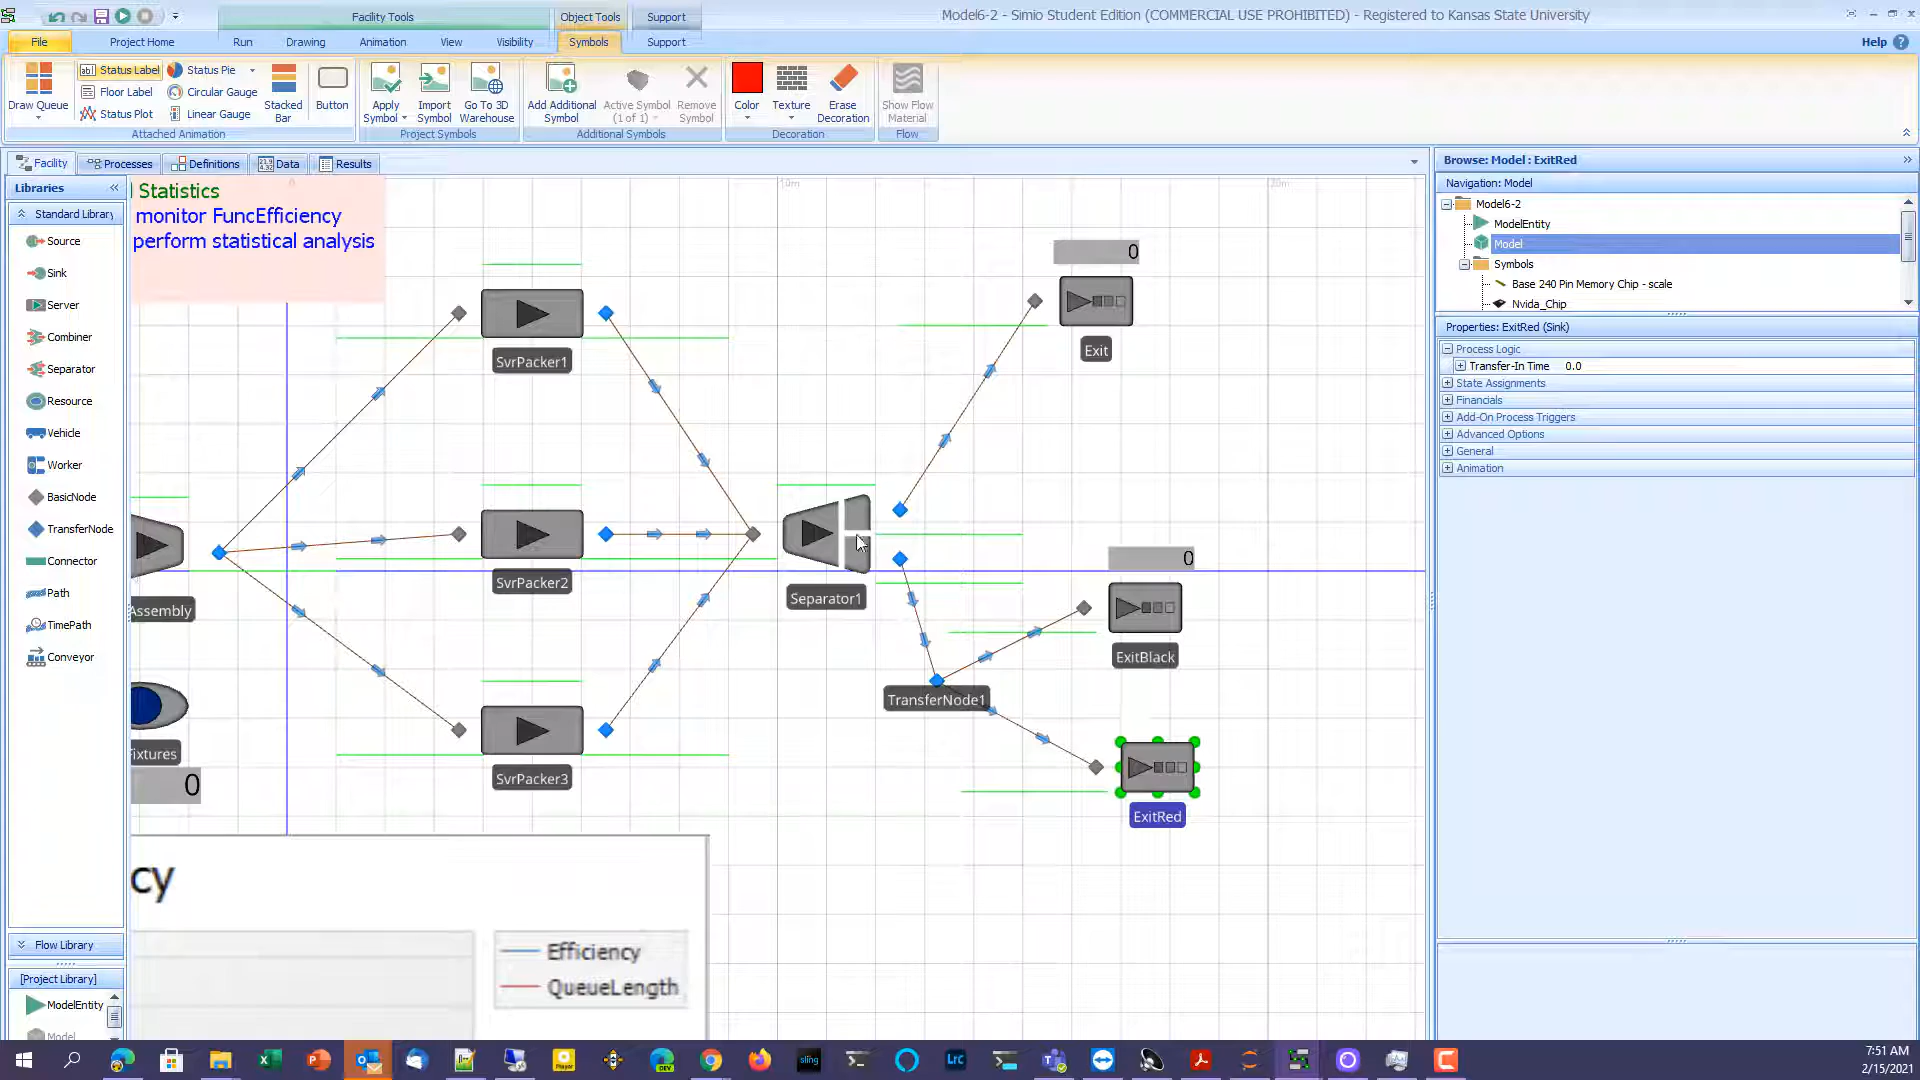 Facility Tools
Object Tools
Support
Model6-2 - Simio Student Edition (COMMERCIAL USE PROHIBITED) - Registered to Kansas State University
File
Project Home
Run
Drawing
Animation
View
Visibility
Symbols
Support
Help
Draw Queue
Status Label
Floor Label
Status Plot
Status Pie
Circular Gauge
Linear Gauge
Stacked Bar
Button
Attached Animation
Apply Symbol
Import Symbol
Go To 3D Warehouse
Project Symbols
Add Additional Symbol
Active Symbol (1 of 1)
Remove Symbol
Additional Symbols
Color
Texture
Erase Decoration
Decoration
Show Flow Material
Flow
Facility
Processes
Definitions
Data
Results
Libraries
Standard Library
Source
Sink
Server
Combiner
Separator
Resource
Vehicle
Worker
BasicNode
TransferNode
Connector
Path
TimePath
Conveyor
Flow Library
[Project Library]
ModelEntity
Model
Statistics
monitor FuncEfficiency
perform statistical analysis
10m
20m
SvrPacker1
SvrPacker2
SvrPacker3
Assembly
ixtures
0
Separator1
0
Exit
0
ExitBlack
TransferNode1
ExitRed
cy
Efficiency
QueueLength
Browse: Model : ExitRed
Navigation: Model
Model6-2
ModelEntity
Model
Symbols
Base 240 Pin Memory Chip - scale
Nvida_Chip
Properties: ExitRed (Sink)
Process Logic
Transfer-In Time 0.0
State Assignments
Financials
Add-On Process Triggers
Advanced Options
General
Animation
sling
Lrc
7:51 AM
2/15/2021